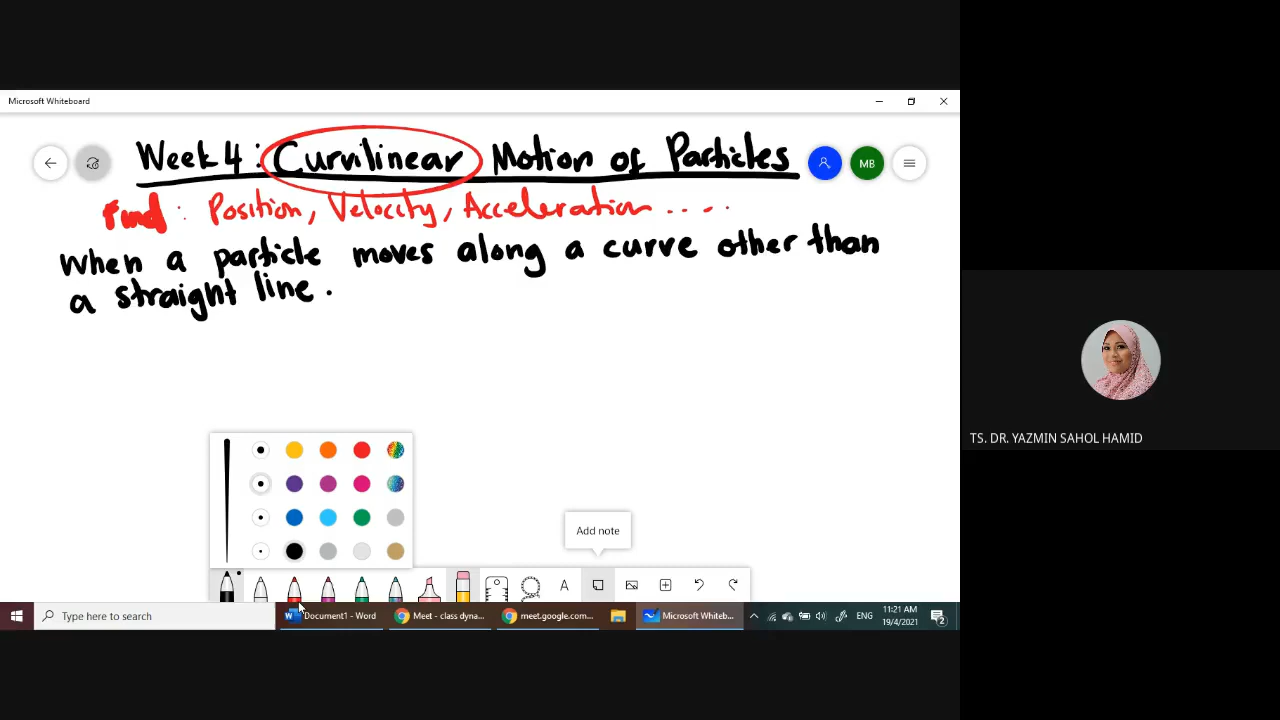 Microsoft Whiteboard
Week 4: Curvilinear Motion of Particles
MB
Find: Position, Velocity, Acceleration ....
When a particle moves along a curve other than
a straight line.
TS. DR. YAZMIN SAHOL HAMID
Add note
A
Type here to search
Document1 - Word
Meet - class dyna...
meet.google.com...
Microsoft Whiteb...
ENG
11:21 AM
19/4/2021
2